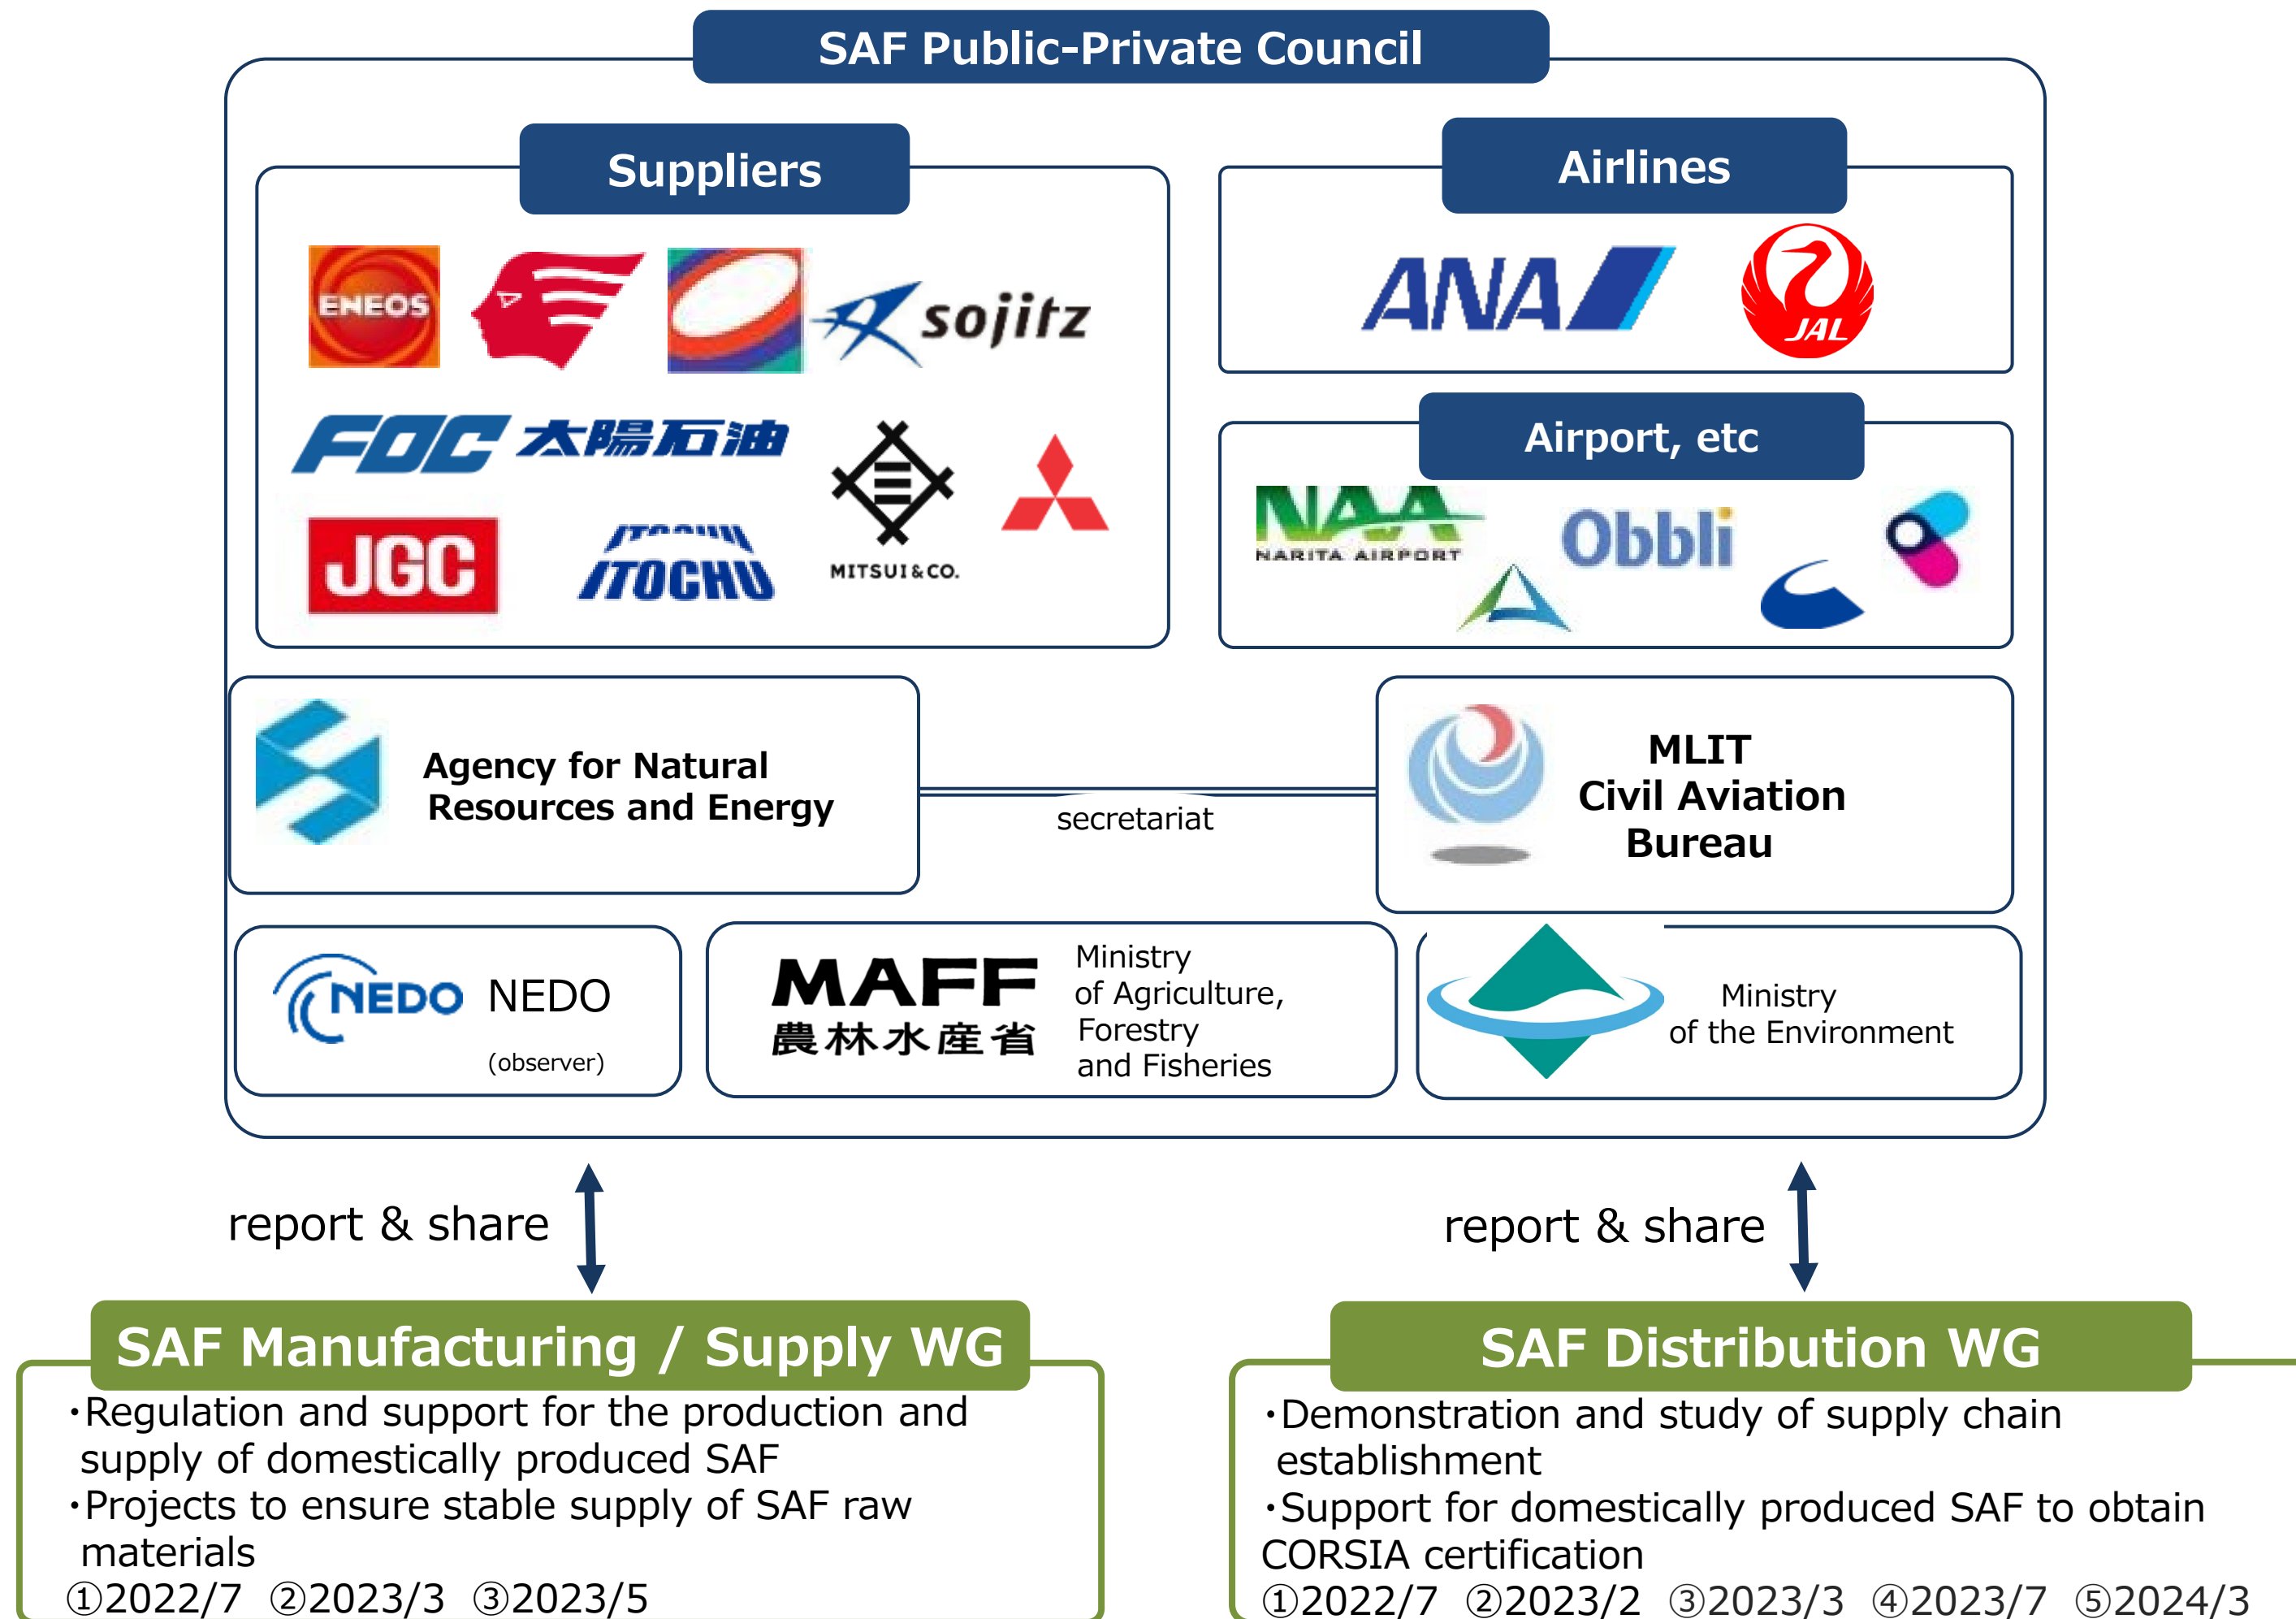 SAF Public-Private Council
Suppliers
ENEOS
sojitz
FOC
太陽石油
JGC
ITOCHU
ITOCHU
MITSUI & CO.
Airlines
ANA
JAL
Airport, etc
NAA
NARITA AIRPORT
Obbli
Agency for Natural
Resources and Energy
secretariat
MLIT
Civil Aviation
Bureau
NEDO
NEDO
(observer)
MAFF
農林水産省
Ministry
of Agriculture,
Forestry
and Fisheries
Ministry
of the Environment
report & share
report & share
SAF Manufacturing / Supply WG
・Regulation and support for the production and
supply of domestically produced SAF
・Projects to ensure stable supply of SAF raw
materials
①2022/7 ②2023/3 ③2023/5
SAF Distribution WG
・Demonstration and study of supply chain
establishment
・Support for domestically produced SAF to obtain
CORSIA certification
①2022/7 ②2023/2 ③2023/3 ④2023/7 ⑤2024/3